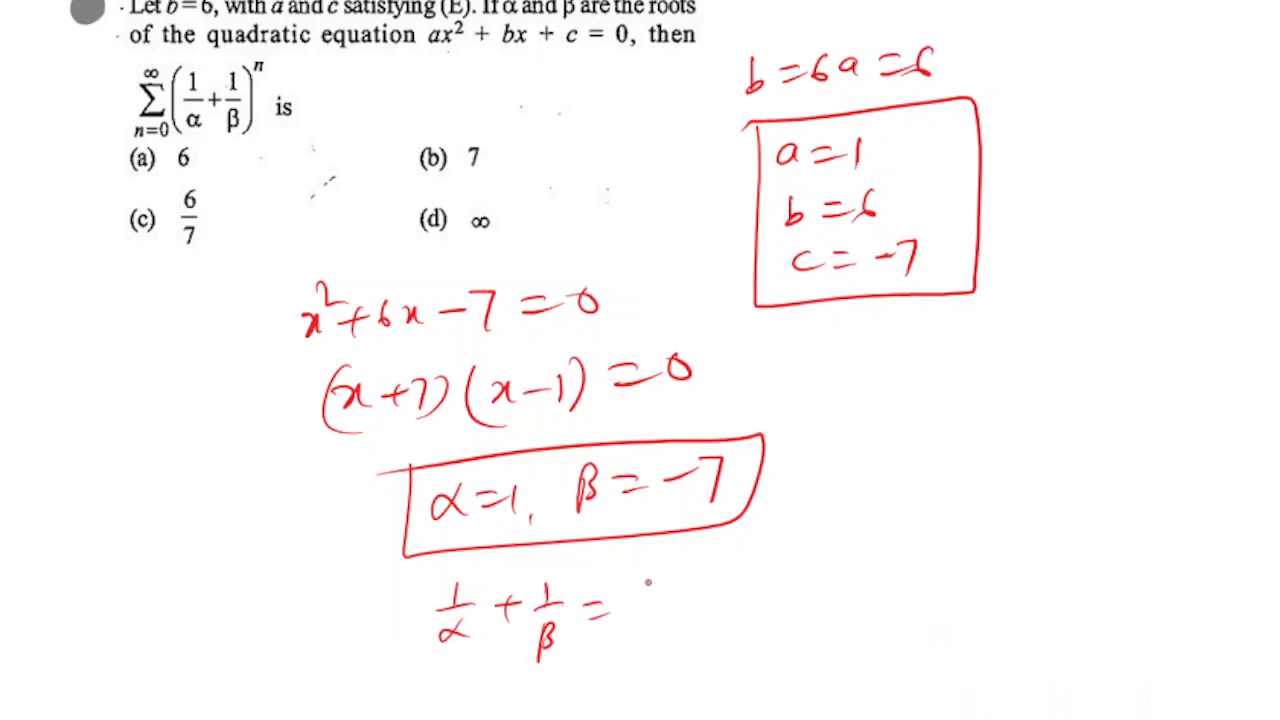 Let b = 6, with a and c satisfying (E). If α and β are the roots
of the quadratic equation ax² + bx + c = 0, then
∞∑n=0 (1/α + 1/β)ⁿ is
(a) 6 (b) 7
(c) 6/7 (d) ∞
b = 6a = 6
a = 1
b = 6
c = -7
x² + 6x - 7 = 0
(x + 7) (x - 1) = 0
α = 1, β = -7
1/α + 1/β =